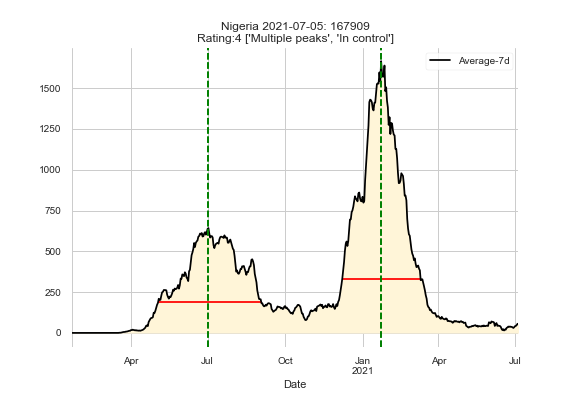 Nigeria 2021-07-05: 167909
Rating:4 ['Multiple peaks', 'In control']
Average-7d
1500
1250
1000
750
500
250
0
Apr
Jul
Oct
Jan
2021
Apr
Jul
Date